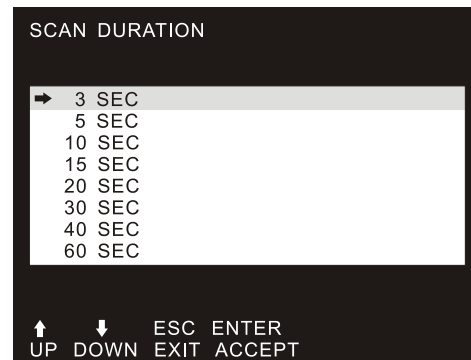 SCAN DURATION
➡ 3 SEC
5 SEC
10 SEC
15 SEC
20 SEC
30 SEC
40 SEC
60 SEC
⬆ ⬇ ESC ENTER
UP DOWN EXIT ACCEPT